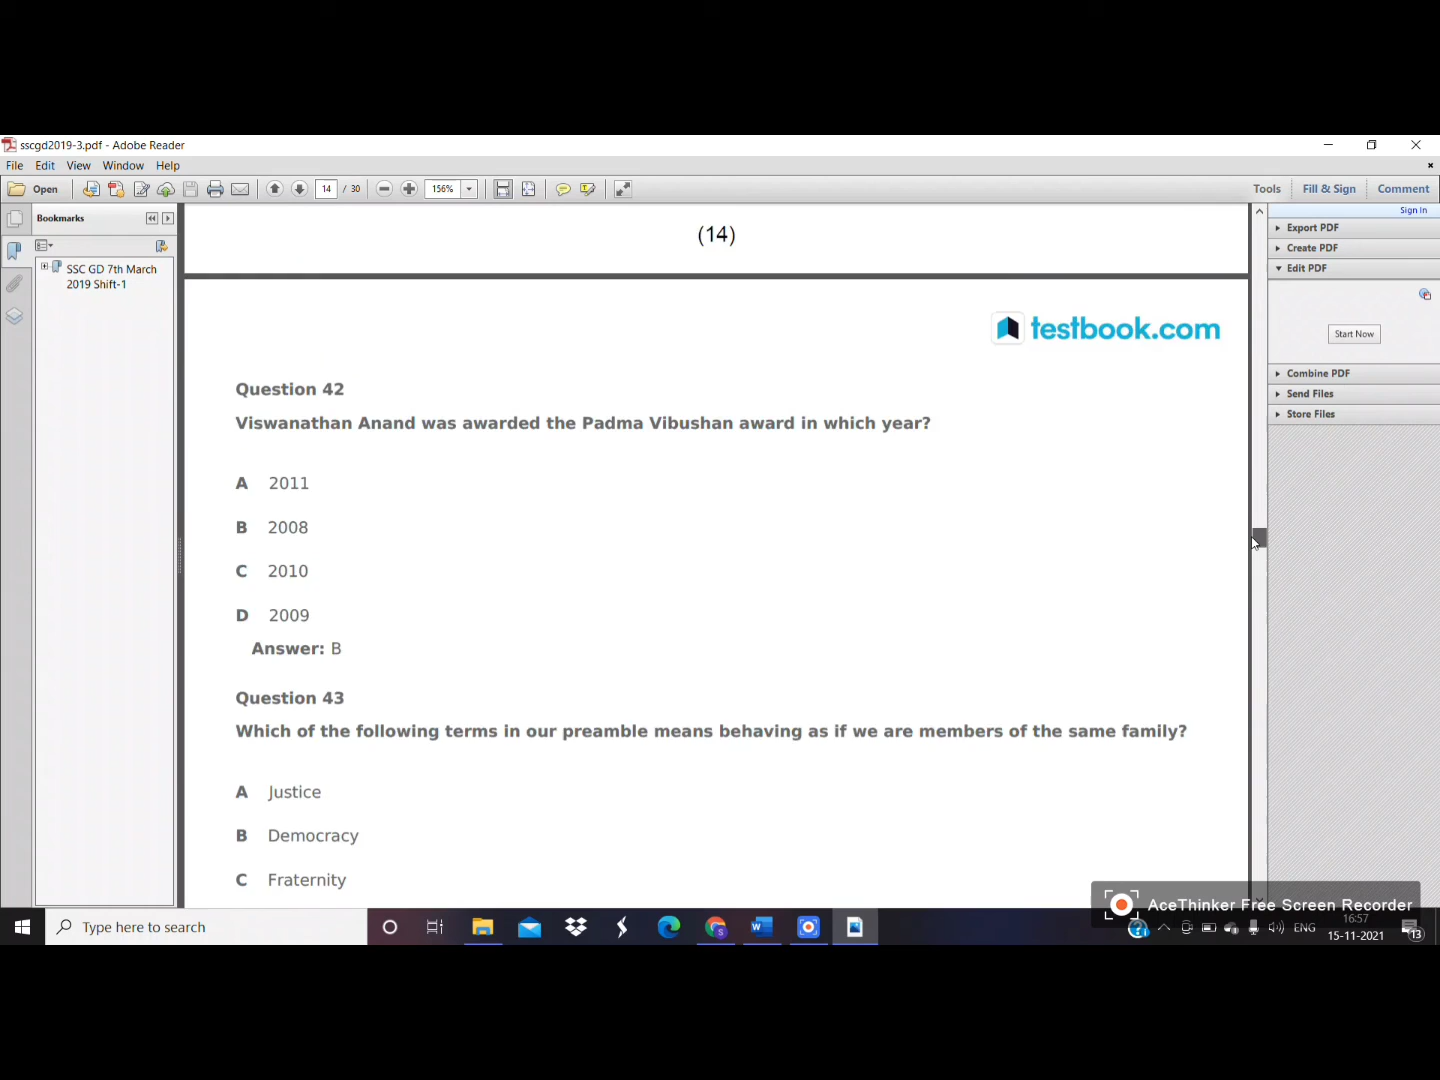 sscgd2019-3.pdf - Adobe Reader
File Edit View Window Help
Open 14 / 30 156% Tools Fill & Sign Comment
Sign In
Bookmarks
SSC GD 7th March
2019 Shift-1
Export PDF
Create PDF
Edit PDF
Start Now
Combine PDF
Send Files
Store Files
(14)
testbook.com
Question 42
Viswanathan Anand was awarded the Padma Vibushan award in which year?
A 2011
B 2008
C 2010
D 2009
Answer: B
Question 43
Which of the following terms in our preamble means behaving as if we are members of the same family?
A Justice
B Democracy
C Fraternity
AceThinker Free Screen Recorder
Type here to search
ENG
16:57
15-11-2021
13